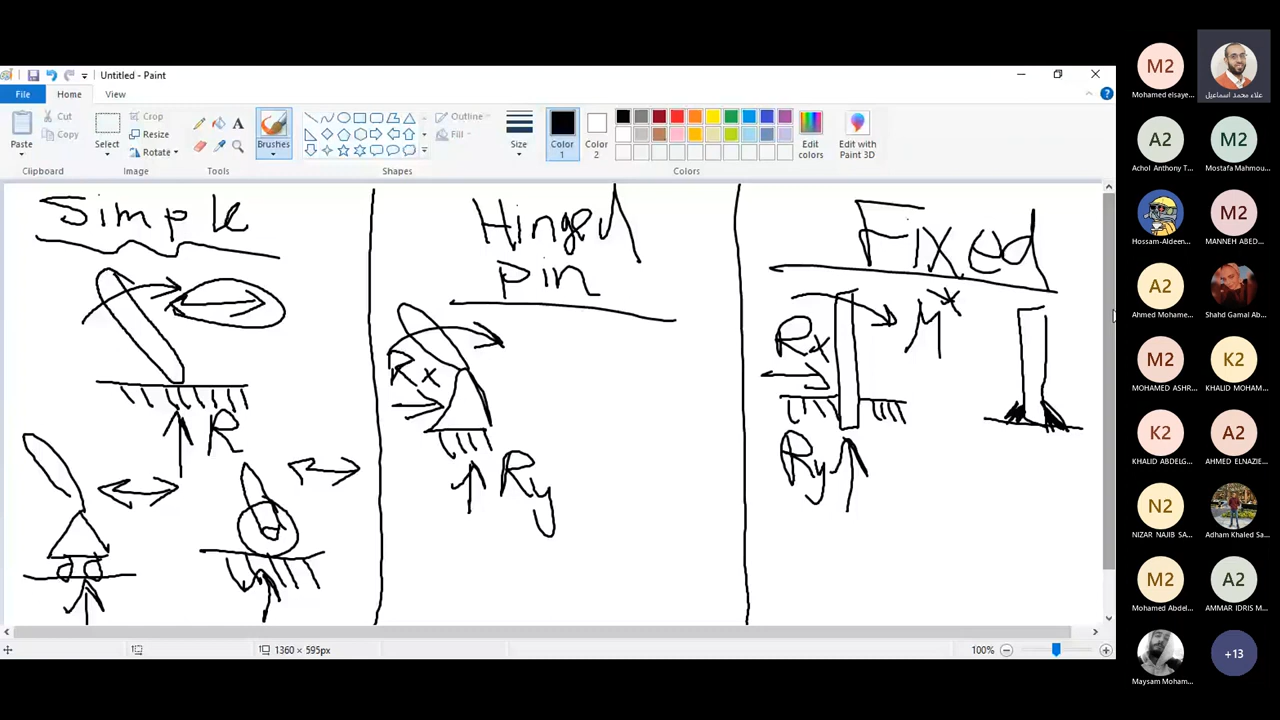 Untitled - Paint
File
Home
View
Paste
Cut
Copy
Clipboard
Select
Crop
Resize
Rotate
Image
A
Tools
Brushes
Outline
Fill
Shapes
Size
Color
1
Color
2
Colors
Edit
colors
Edit with
Paint 3D
Simple
R
Hinged
pin
Rx
Ry
Fixed
Rx
M*
Ry
1360 × 595px
100%
M2
Mohamed elsaye...
علاء محمد اسماعيل
A2
Achol Anthony T...
M2
Mostafa Mahmou...
Hossam-Aldeen...
M2
MANNEH ABED...
A2
Ahmed Mohame...
Shahd Gamal Ab...
M2
MOHAMED ASHR...
K2
KHALID MOHAM...
K2
KHALID ABDELG...
A2
AHMED ELNAZIE...
N2
NIZAR NAJIB SA...
Adham Khaled Sa...
M2
Mohamed Abdel...
A2
AMMAR IDRIS M...
Maysam Moham...
+13